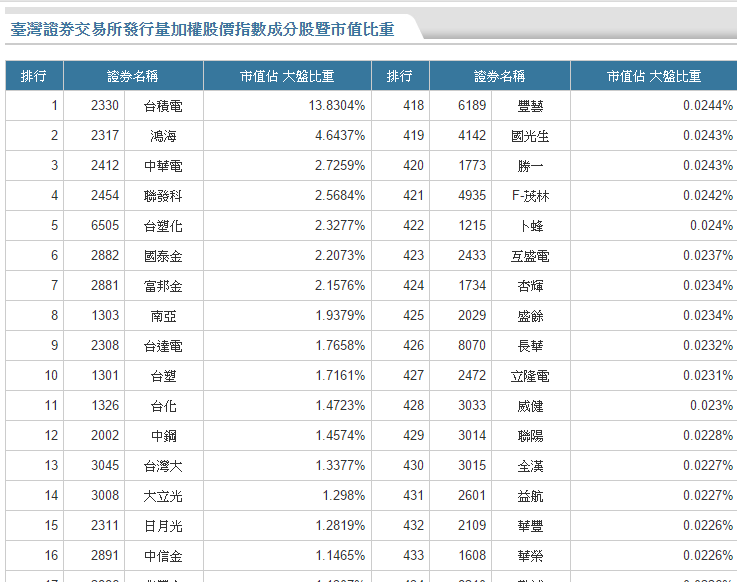 臺灣證券交易所發行量加權股價指數成分股暨市值比重
排行 證券名稱 市值佔 大盤比重 排行 證券名稱 市值佔 大盤比重
1 2330 台積電 13.8304% 418 6189 豐藝 0.0244%
2 2317 鴻海 4.6437% 419 4142 國光生 0.0243%
3 2412 中華電 2.7259% 420 1773 勝一 0.0243%
4 2454 聯發科 2.5684% 421 4935 F-茂林 0.0242%
5 6505 台塑化 2.3277% 422 1215 卜蜂 0.024%
6 2882 國泰金 2.2073% 423 2433 互盛電 0.0237%
7 2881 富邦金 2.1576% 424 1734 杏輝 0.0234%
8 1303 南亞 1.9379% 425 2029 盛餘 0.0234%
9 2308 台達電 1.7658% 426 8070 長華 0.0232%
10 1301 台塑 1.7161% 427 2472 立隆電 0.0231%
11 1326 台化 1.4723% 428 3033 威健 0.023%
12 2002 中鋼 1.4574% 429 3014 聯陽 0.0228%
13 3045 台灣大 1.3377% 430 3015 全漢 0.0227%
14 3008 大立光 1.298% 431 2601 益航 0.0227%
15 2311 日月光 1.2819% 432 2109 華豐 0.0226%
16 2891 中信金 1.1465% 433 1608 華榮 0.0226%